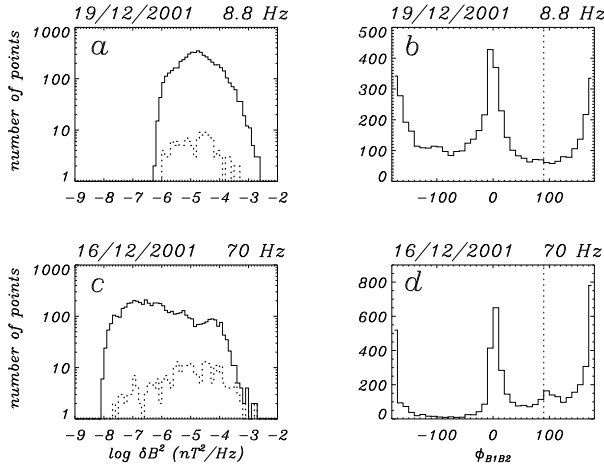 19/12/2001 8.8 Hz
a
number of points
1000
100
10
1
-9 -8 -7 -6 -5 -4 -3 -2
19/12/2001 8.8 Hz
b
500
400
300
200
100
0
-100 0 100
16/12/2001 70 Hz
c
number of points
1000
100
10
1
-9 -8 -7 -6 -5 -4 -3 -2
log δB² (nT²/Hz)
16/12/2001 70 Hz
d
800
600
400
200
0
-100 0 100
ϕB1B2